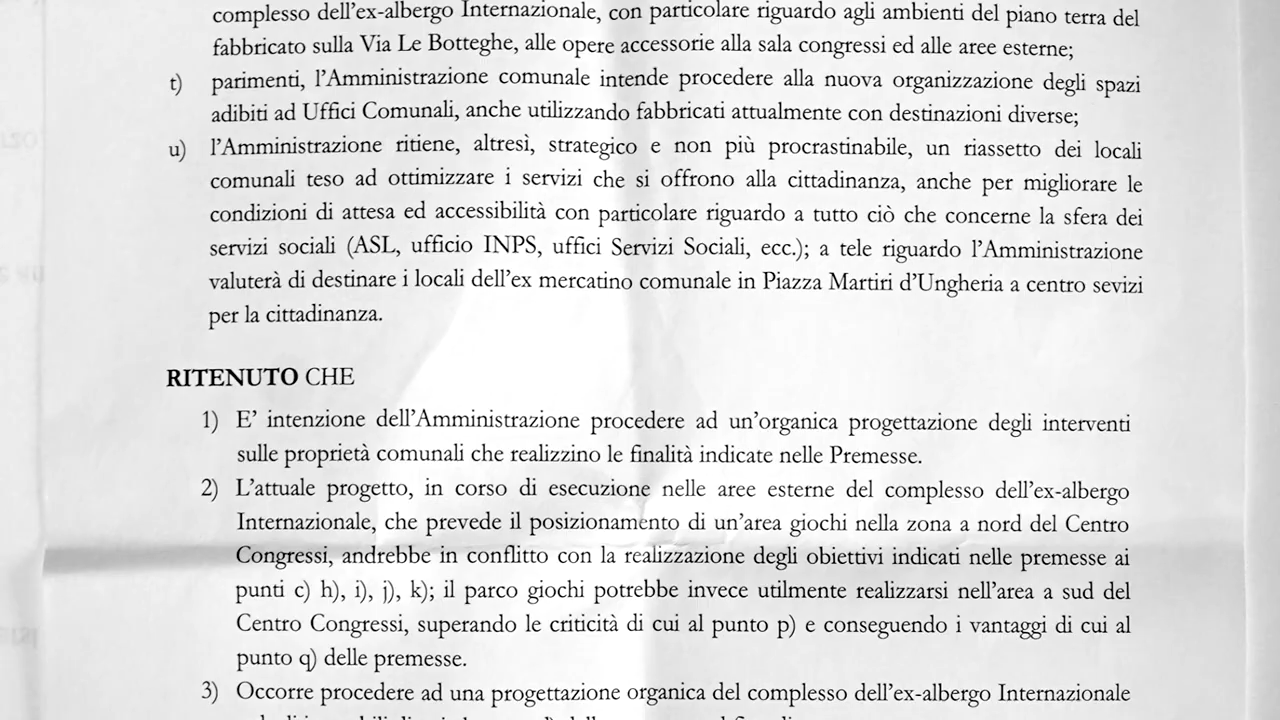 complesso dell'ex-albergo Internazionale, con particolare riguardo agli ambienti del piano terra del
fabbricato sulla Via Le Botteghe, alle opere accessorie alla sala congressi ed alle aree esterne;
t) parimenti, l'Amministrazione comunale intende procedere alla nuova organizzazione degli spazi
adibiti ad Uffici Comunali, anche utilizzando fabbricati attualmente con destinazioni diverse;
u) l'Amministrazione ritiene, altresì, strategico e non più procrastinabile, un riassetto dei locali
comunali teso ad ottimizzare i servizi che si offrono alla cittadinanza, anche per migliorare le
condizioni di attesa ed accessibilità con particolare riguardo a tutto ciò che concerne la sfera dei
servizi sociali (ASL, ufficio INPS, uffici Servizi Sociali, ecc.); a tele riguardo l'Amministrazione
valuterà di destinare i locali dell'ex mercatino comunale in Piazza Martiri d'Ungheria a centro sevizi
per la cittadinanza.
RITENUTO CHE
1) E' intenzione dell'Amministrazione procedere ad un'organica progettazione degli interventi
sulle proprietà comunali che realizzino le finalità indicate nelle Premesse.
2) L'attuale progetto, in corso di esecuzione nelle aree esterne del complesso dell'ex-albergo
Internazionale, che prevede il posizionamento di un'area giochi nella zona a nord del Centro
Congressi, andrebbe in conflitto con la realizzazione degli obiettivi indicati nelle premesse ai
punti c) h), i), j), k); il parco giochi potrebbe invece utilmente realizzarsi nell'area a sud del
Centro Congressi, superando le criticità di cui al punto p) e conseguendo i vantaggi di cui al
punto q) delle premesse.
3) Occorre procedere ad una progettazione organica del complesso dell'ex-albergo Internazionale